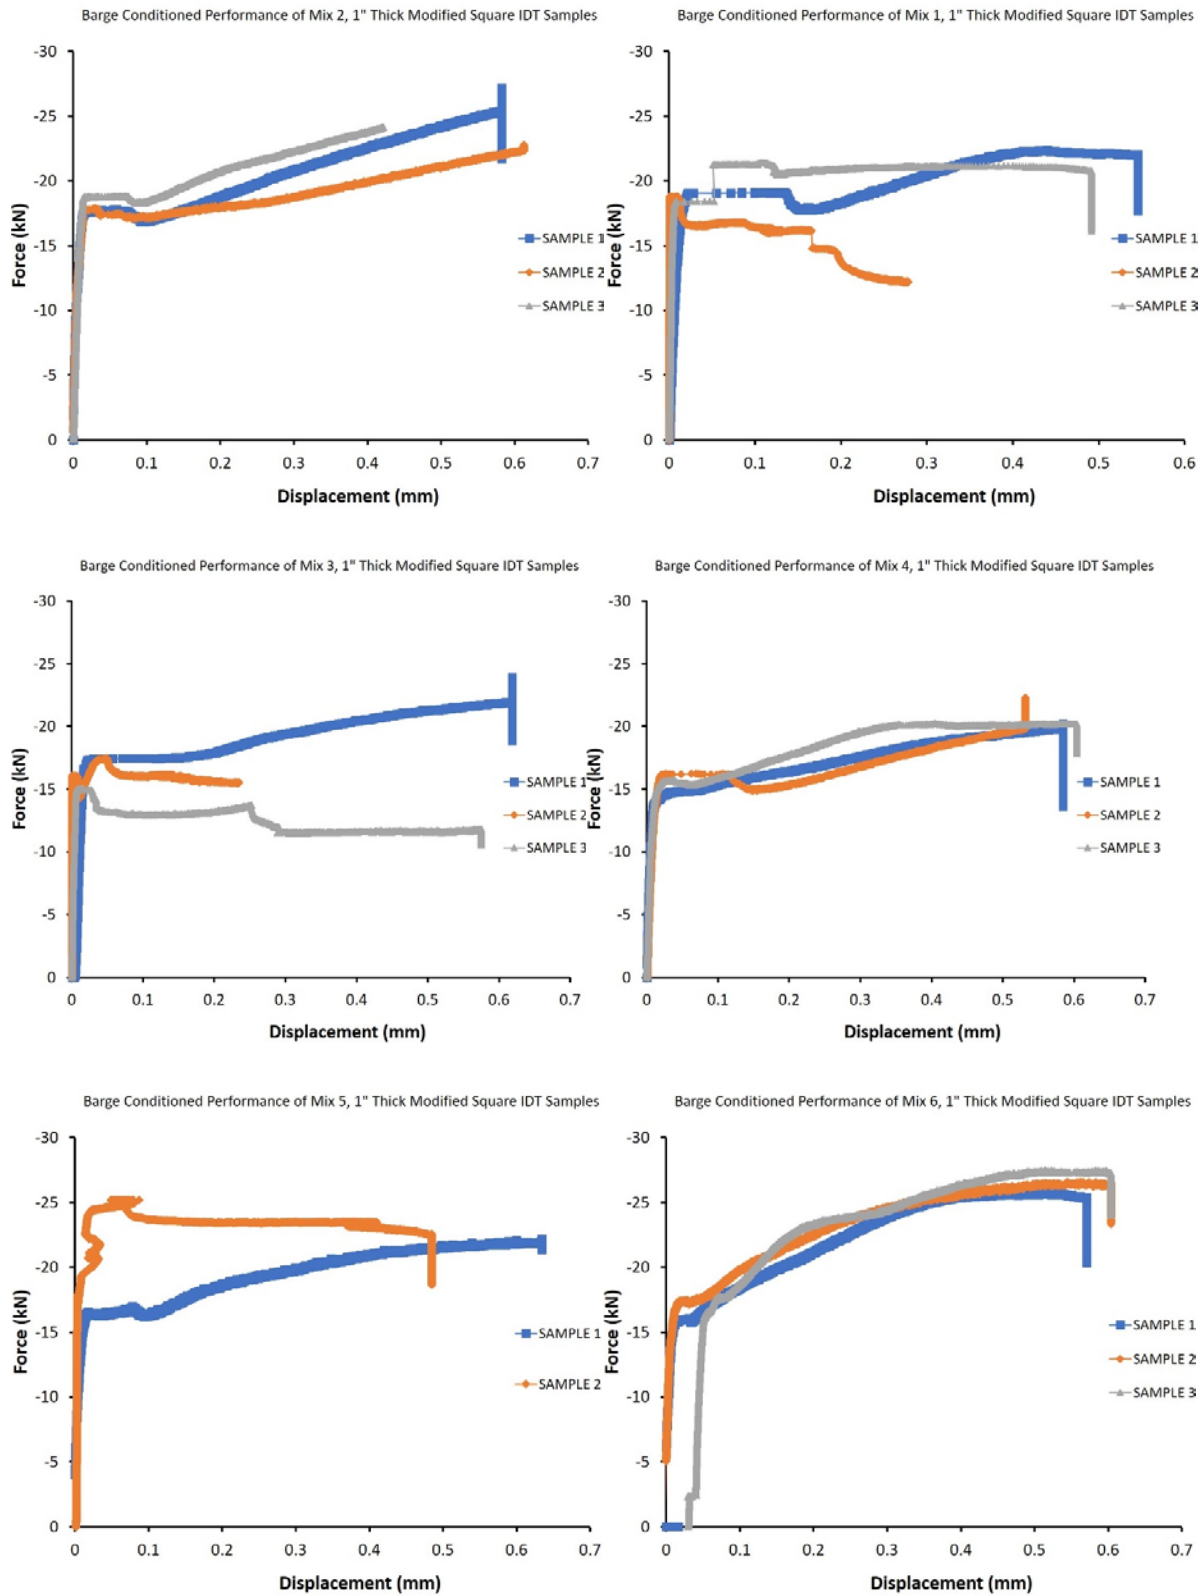 Barge Conditioned Performance of Mix 2, 1" Thick Modified Square IDT Samples
-30
-25
-20
-15
-10
-5
0
Force (kN)
SAMPLE 1
SAMPLE 2
SAMPLE 3
0 0.1 0.2 0.3 0.4 0.5 0.6 0.7
Displacement (mm)
Barge Conditioned Performance of Mix 1, 1" Thick Modified Square IDT Samples
-30
-25
-20
-15
-10
-5
0
Force (kN)
SAMPLE 1
SAMPLE 2
SAMPLE 3
0 0.1 0.2 0.3 0.4 0.5 0.6
Displacement (mm)
Barge Conditioned Performance of Mix 3, 1" Thick Modified Square IDT Samples
-30
-25
-20
-15
-10
-5
0
Force (kN)
SAMPLE 1
SAMPLE 2
SAMPLE 3
0 0.1 0.2 0.3 0.4 0.5 0.6 0.7
Displacement (mm)
Barge Conditioned Performance of Mix 4, 1" Thick Modified Square IDT Samples
-30
-25
-20
-15
-10
-5
0
Force (kN)
SAMPLE 1
SAMPLE 2
SAMPLE 3
0 0.1 0.2 0.3 0.4 0.5 0.6 0.7
Displacement (mm)
Barge Conditioned Performance of Mix 5, 1" Thick Modified Square IDT Samples
-30
-25
-20
-15
-10
-5
0
Force (kN)
SAMPLE 1
SAMPLE 2
0 0.1 0.2 0.3 0.4 0.5 0.6 0.7
Displacement (mm)
Barge Conditioned Performance of Mix 6, 1" Thick Modified Square IDT Samples
-30
-25
-20
-15
-10
-5
0
Force (kN)
SAMPLE 1
SAMPLE 2
SAMPLE 3
0 0.1 0.2 0.3 0.4 0.5 0.6 0.7
Displacement (mm)